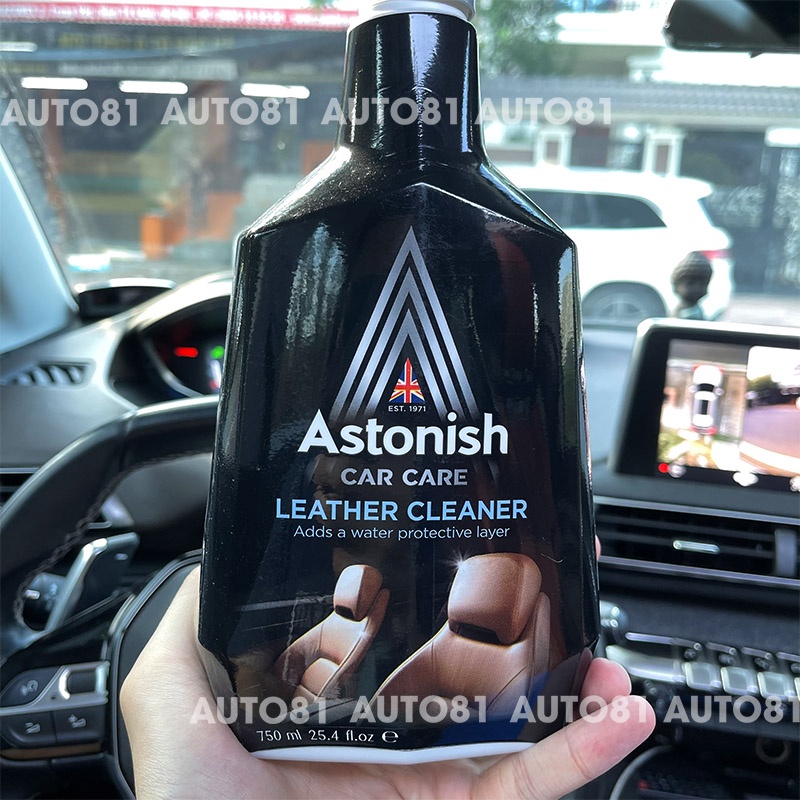 AUTO81 AUTO81 AUTO81 AUTO81
EST. 1971
Astonish
CAR CARE
LEATHER CLEANER
Adds a water protective layer
AUTO81 AUTO81 AUTO81 AUTO81
750 ml 25.4 fl.oz ℮